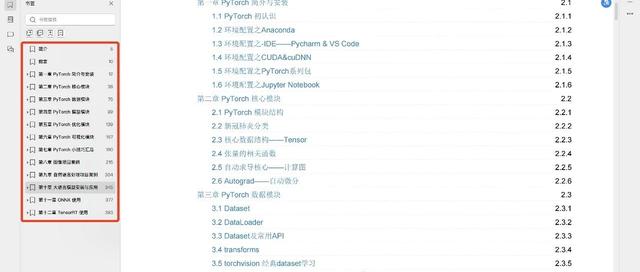 书签
简介 5
前言 10
第一章 PyTorch 简介与安装 17
第二章 PyTorch 核心模块 36
第三章 PyTorch 数据模块 75
第四章 PyTorch 模型模块
第五章 PyTorch 优化模块
第六章 PyTorch 可视化模块 167
第七章 PyTorch 小技巧汇总
第八章 图像项目案例 215
第九章 自然语言处理项目案例
第十章 大语言模型安装与应用 345
第十一章 ONNX 使用 377
第十二章 TensorRT 使用 393
第一章 PyTorch 简介与安装 2.1
1.1 PyTorch 初认识 2.1.1
1.2 环境配置之Anaconda 2.1.2
1.3 环境配置之-IDE——Pycharm & VS Code 2.1.3
1.4 环境配置之CUDA&cuDNN 2.1.4
1.5 环境配置之PyTorch系列包 2.1.5
1.6 环境配置之Jupyter Notebook 2.1.6
第二章 PyTorch 核心模块 2.2
2.1 PyTorch 模块结构 2.2.1
2.2 新冠肺炎分类 2.2.2
2.3 核心数据结构——Tensor 2.2.3
2.4 张量的相关函数 2.2.4
2.5 自动求导核心——计算图 2.2.5
2.6 Autograd——自动微分 2.2.6
第三章 PyTorch 数据模块 2.3
3.1 Dataset 2.3.1
3.2 DataLoader 2.3.2
3.3 Dataset及常用API 2.3.3
3.4 transforms 2.3.4
3.5 torchvision 经典dataset学习 2.3.5